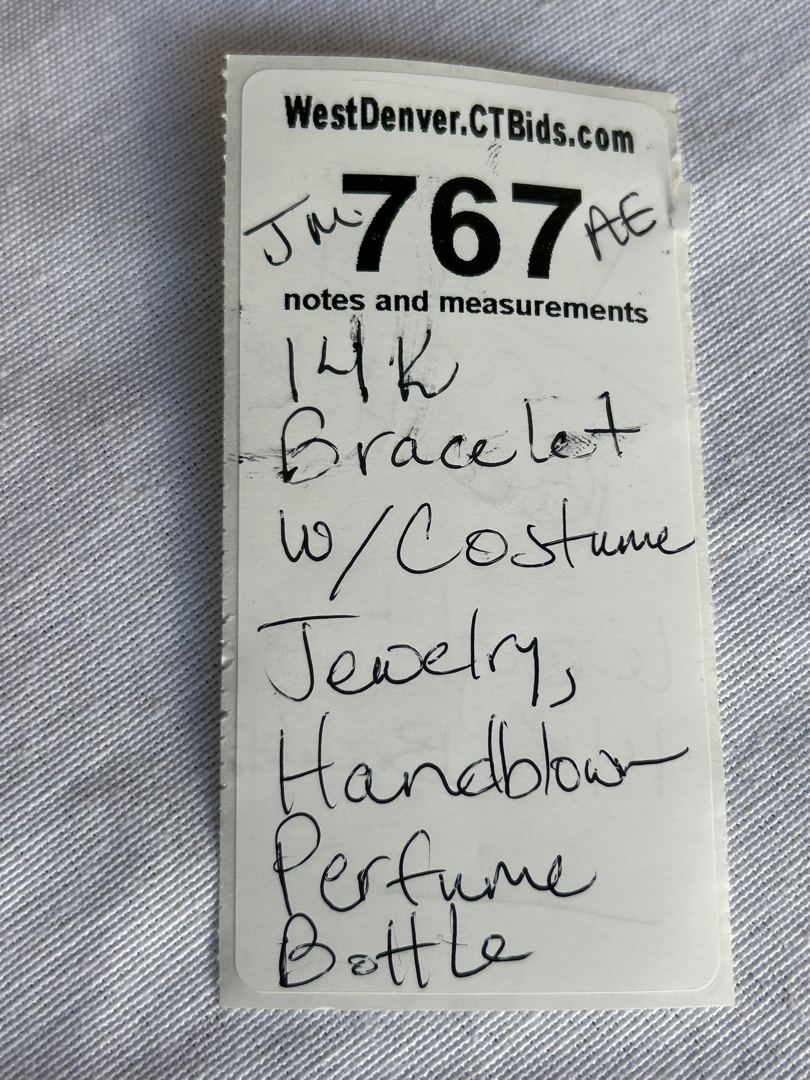 WestDenver.CTBids.com
JM 767 AE
notes and measurements
14K
Bracelet
w/Costume
Jewelry,
Handblown
Perfume
Bottle